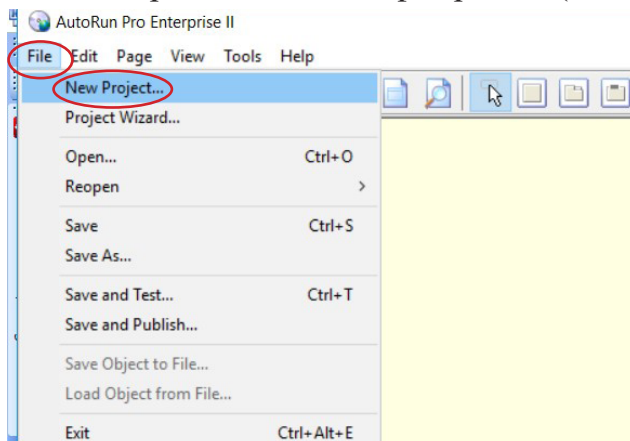 AutoRun Pro Enterprise II
File Edit Page View Tools Help
New Project...
Project Wizard...
Open... Ctrl+O
Reopen >
Save Ctrl+S
Save As...
Save and Test... Ctrl+T
Save and Publish...
Save Object to File...
Load Object from File...
Exit Ctrl+Alt+E